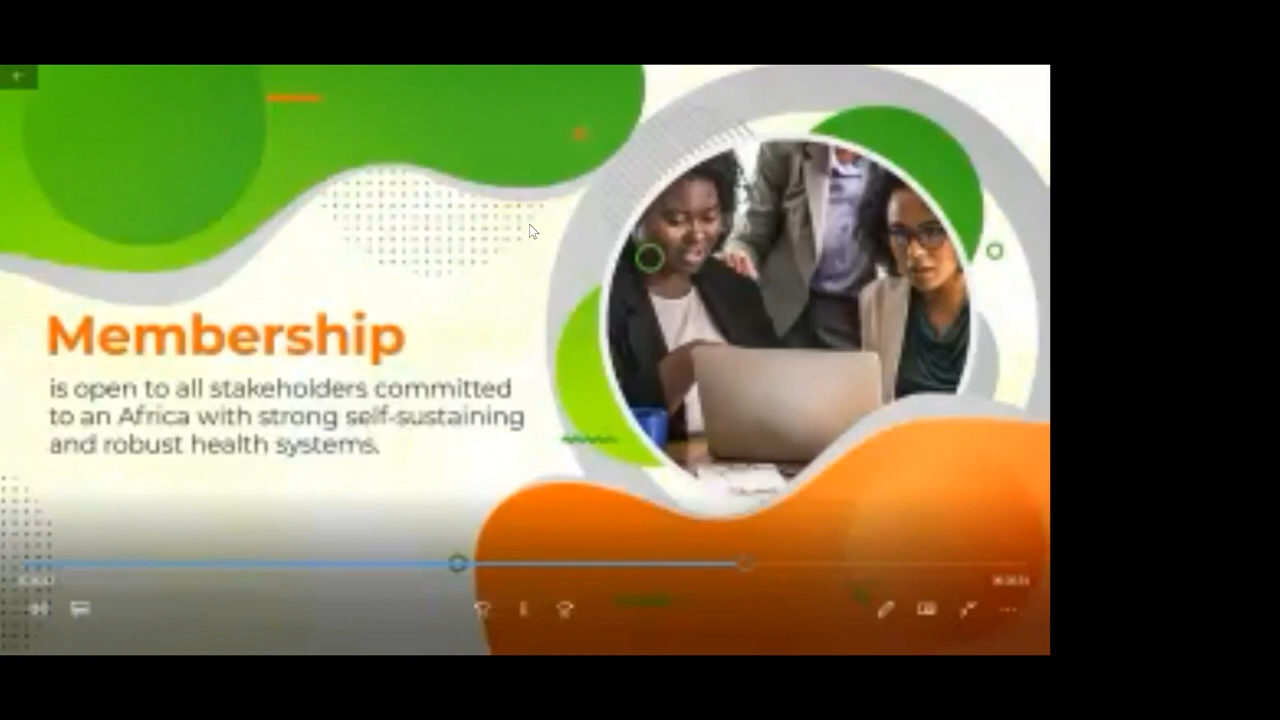 Membership
is open to all stakeholders committed
to an Africa with strong self-sustaining
and robust health systems.